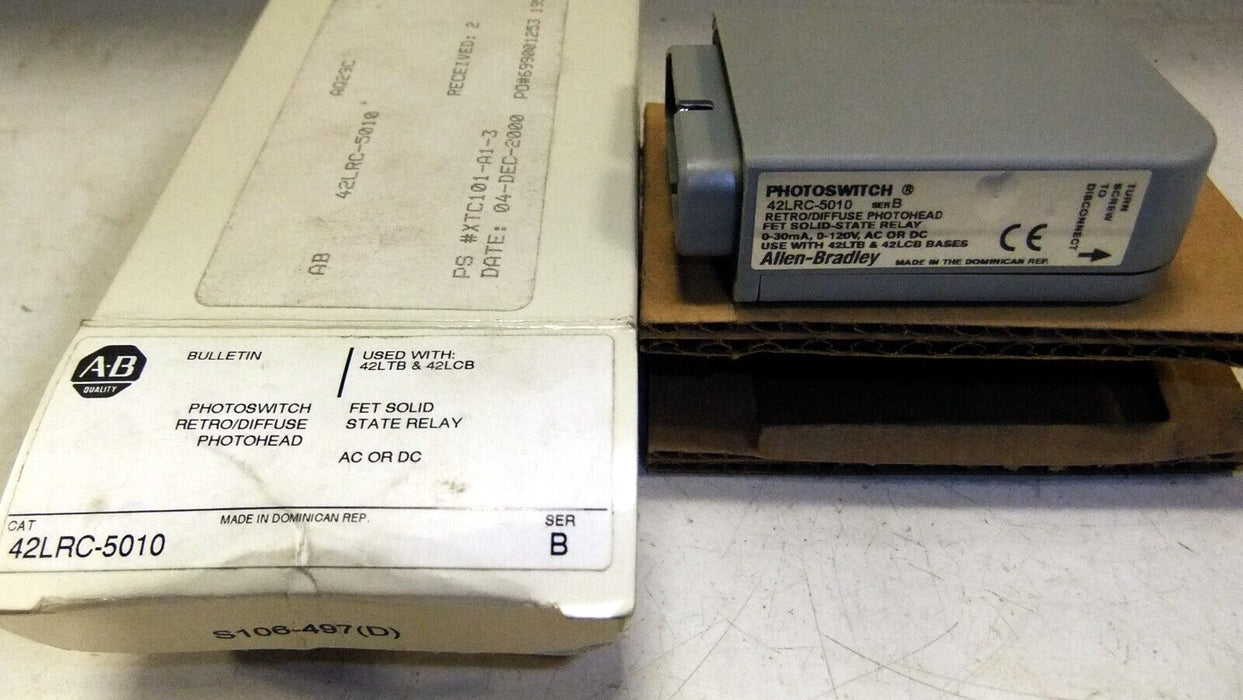 AB
42LRC-5010
AQ29C
PS #XTC101-A1-3
RECEIVED: 2
DATE: 04-DEC-2000
PO#699001253
A-B
QUALITY
BULLETIN
USED WITH:
42LTB & 42LCB
PHOTOSWITCH
RETRO/DIFFUSE
PHOTOHEAD
FET SOLID
STATE RELAY
AC OR DC
MADE IN DOMINICAN REP.
CAT
42LRC-5010
SER
B
S106-497(D)
PHOTOSWITCH ®
42LRC-5010 SER B
RETRO/DIFFUSE PHOTOHEAD
FET SOLID-STATE RELAY
0-30mA, 0-120V, AC OR DC
USE WITH 42LTB & 42LCB BASES
Allen-Bradley MADE IN THE DOMINICAN REP.
CE
TURN
SCREW
TO
DISCONNECT